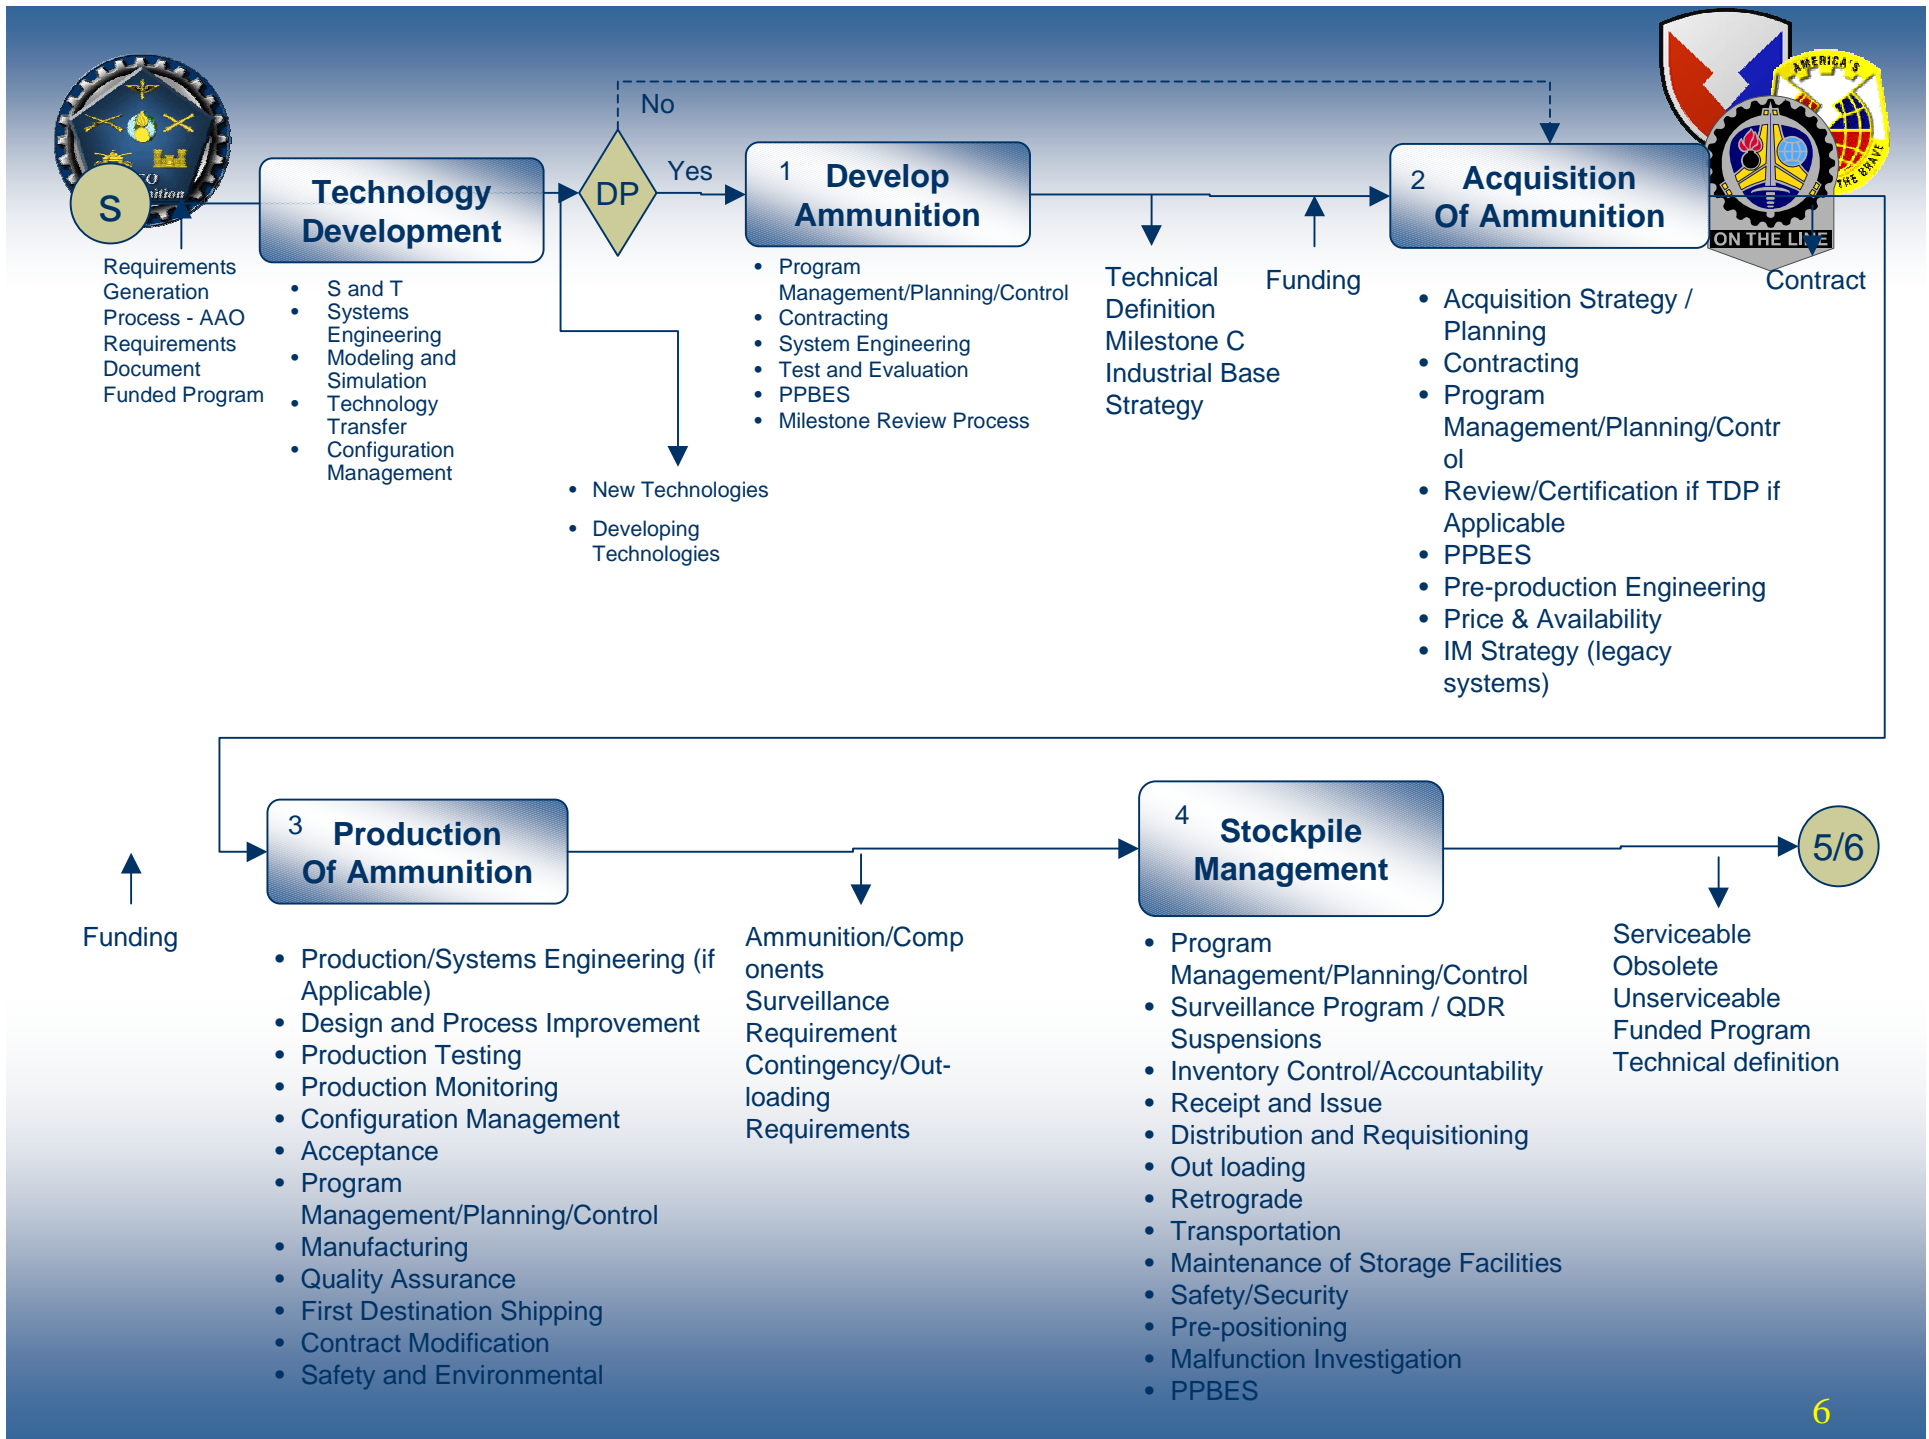 AMERICA'S
THE BRAVE
ON THE LINE
No
Yes
S
Technology
Development
DP
1
Develop
Ammunition
2
Acquisition
Of Ammunition
Requirements
Generation
Process - AAO
Requirements
Document
Funded Program
• S and T
• Systems
Engineering
• Modeling and
Simulation
• Technology
Transfer
• Configuration
Management
• New Technologies
• Developing
Technologies
• Program
Management/Planning/Control
• Contracting
• System Engineering
• Test and Evaluation
• PPBES
• Milestone Review Process
Technical
Definition
Milestone C
Industrial Base
Strategy
Funding
Contract
• Acquisition Strategy /
Planning
• Contracting
• Program
Management/Planning/Contr
ol
• Review/Certification if TDP if
Applicable
• PPBES
• Pre-production Engineering
• Price & Availability
• IM Strategy (legacy
systems)
Funding
3
Production
Of Ammunition
• Production/Systems Engineering (if
Applicable)
• Design and Process Improvement
• Production Testing
• Production Monitoring
• Configuration Management
• Acceptance
• Program
Management/Planning/Control
• Manufacturing
• Quality Assurance
• First Destination Shipping
• Contract Modification
• Safety and Environmental
Ammunition/Comp
onents
Surveillance
Requirement
Contingency/Out-
loading
Requirements
4
Stockpile
Management
• Program
Management/Planning/Control
• Surveillance Program / QDR
Suspensions
• Inventory Control/Accountability
• Receipt and Issue
• Distribution and Requisitioning
• Out loading
• Retrograde
• Transportation
• Maintenance of Storage Facilities
• Safety/Security
• Pre-positioning
• Malfunction Investigation
• PPBES
5/6
Serviceable
Obsolete
Unserviceable
Funded Program
Technical definition
6